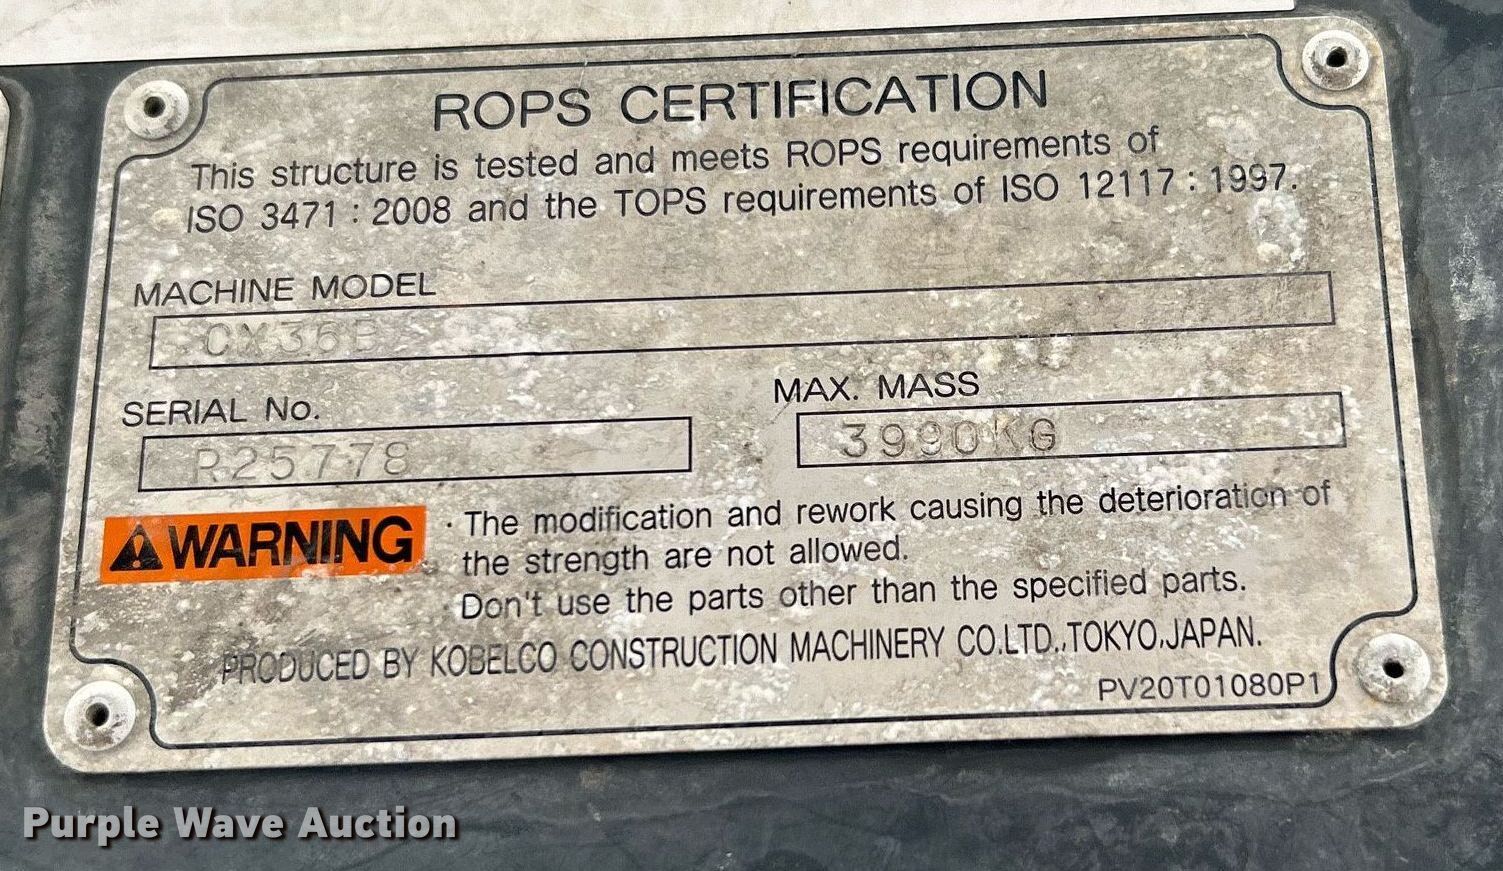 ROPS CERTIFICATION
This structure is tested and meets ROPS requirements of
ISO 3471 : 2008 and the TOPS requirements of ISO 12117 : 1997.
MACHINE MODEL
CX36B
SERIAL No.
MAX. MASS
R25778
3990KG
WARNING
· The modification and rework causing the deterioration of
the strength are not allowed.
· Don't use the parts other than the specified parts.
PRODUCED BY KOBELCO CONSTRUCTION MACHINERY CO.LTD.,TOKYO,JAPAN.
PV20T01080P1
Purple Wave Auction